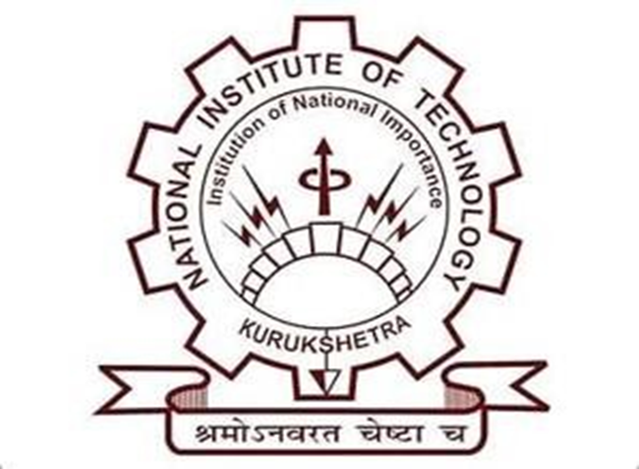 NATIONAL INSTITUTE OF TECHNOLOGY
Institution of National Importance
KURUKSHETRA
श्रमोऽनवरत चेष्टा च